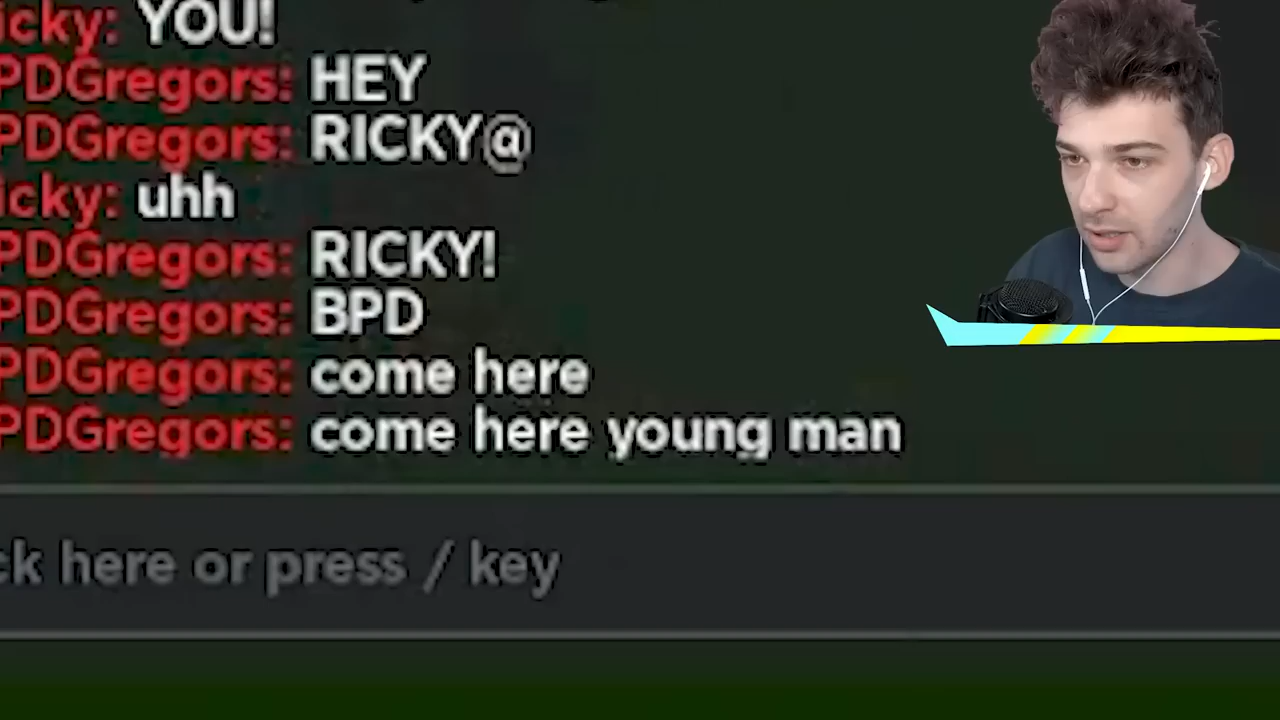 icky: YOU!
PDGregors: HEY
PDGregors: RICKY@
icky: uhh
PDGregors: RICKY!
PDGregors: BPD
PDGregors: come here
PDGregors: come here young man
ck here or press / key